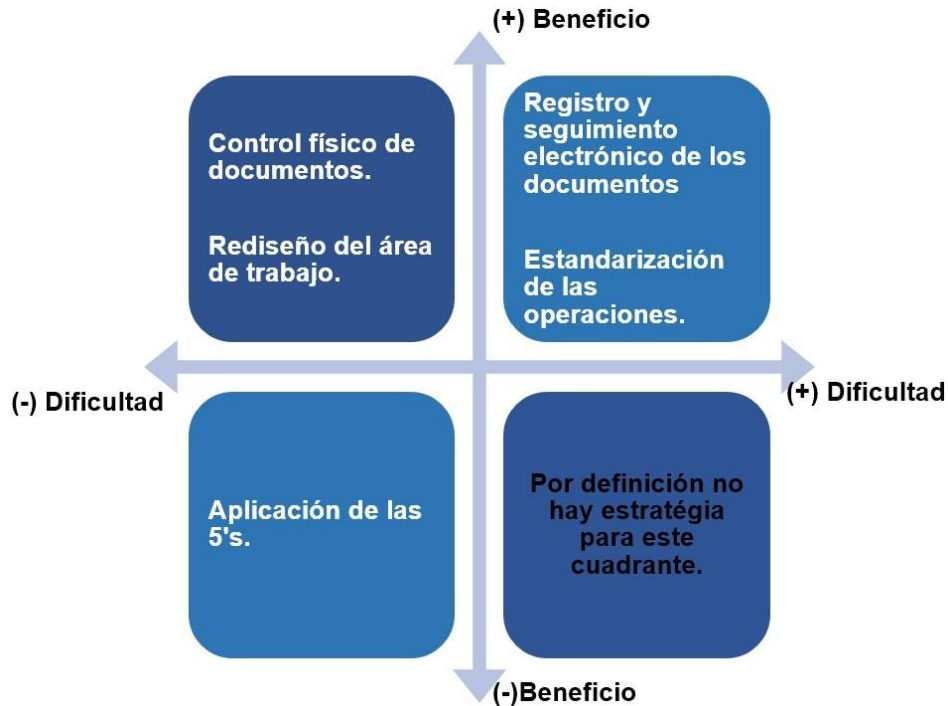 (+) Beneficio
Control físico de
documentos.
Rediseño del área
de trabajo.
Registro y
seguimiento
electrónico de los
documentos
Estandarización
de las
operaciones.
(-) Dificultad
(+) Dificultad
Aplicación de las
5's.
Por definición no
hay estratégia
para este
cuadrante.
(-)Beneficio